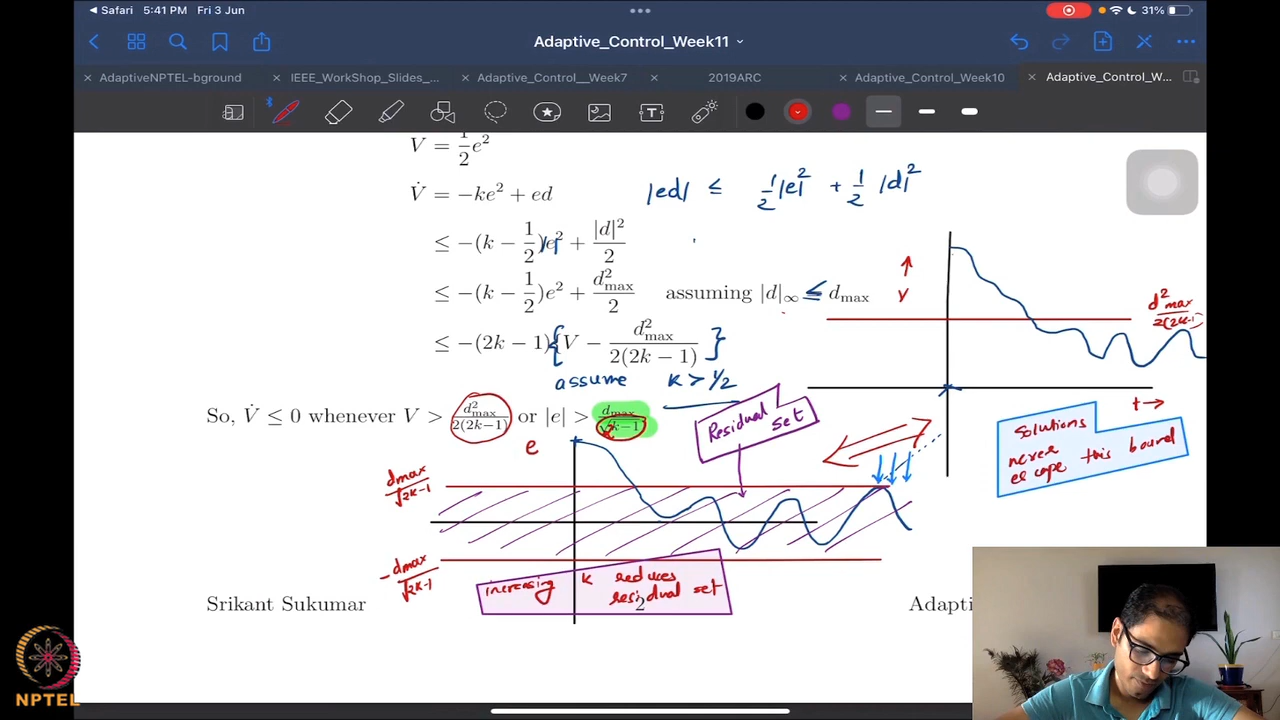 Safari 5:41 PM Fri 3 Jun 31%
Adaptive_Control_Week11
AdaptiveNPTEL-bground IEEE_WorkShop_Slides_... Adaptive_Control__Week7 2019ARC Adaptive_Control_Week10 Adaptive_Control_W...
V = 1/2 e²
V̇ = −ke² + ed |ed| ≤ 1/2 |e|² + 1/2 |d|²
≤ −(k − 1/2)|e|² + |d|²/2
≤ −(k − 1/2)e² + d²max/2 assuming |d|∞ ≤ dmax
≤ −(2k − 1){V − d²max/2(2k − 1)}
assume k > 1/2
So, V̇ ≤ 0 whenever V > d²max/2(2k−1) or |e| > dmax/√2k−1
V
d²max/2(2k−1)
t →
Solutions
never
escape this bound
Residual set
e
dmax/√2k−1
−dmax/√2k−1
increasing k reduces
residual set
Srikant Sukumar 2 Adapti
NPTEL